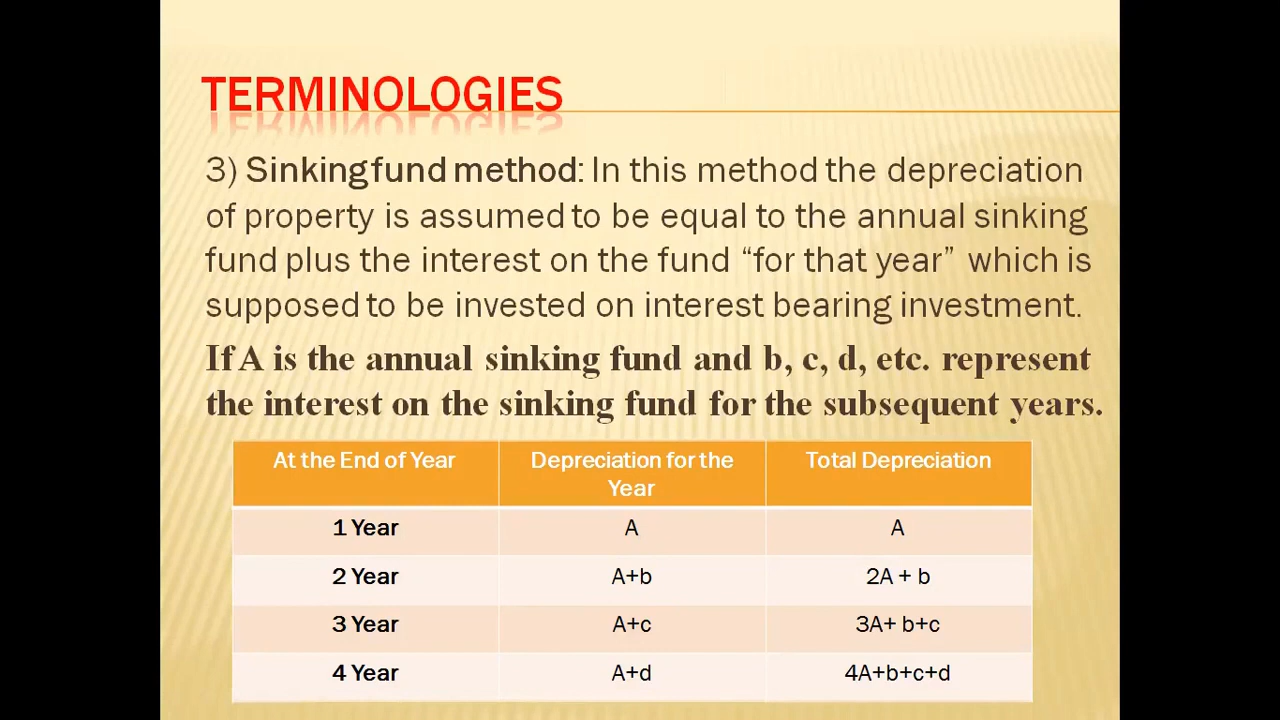 TERMINOLOGIES
3) Sinking fund method: In this method the depreciation
of property is assumed to be equal to the annual sinking
fund plus the interest on the fund “for that year” which is
supposed to be invested on interest bearing investment.
If A is the annual sinking fund and b, c, d, etc. represent
the interest on the sinking fund for the subsequent years.
At the End of Year Depreciation for the Year Total Depreciation
1 Year A A
2 Year A+b 2A + b
3 Year A+c 3A+ b+c
4 Year A+d 4A+b+c+d